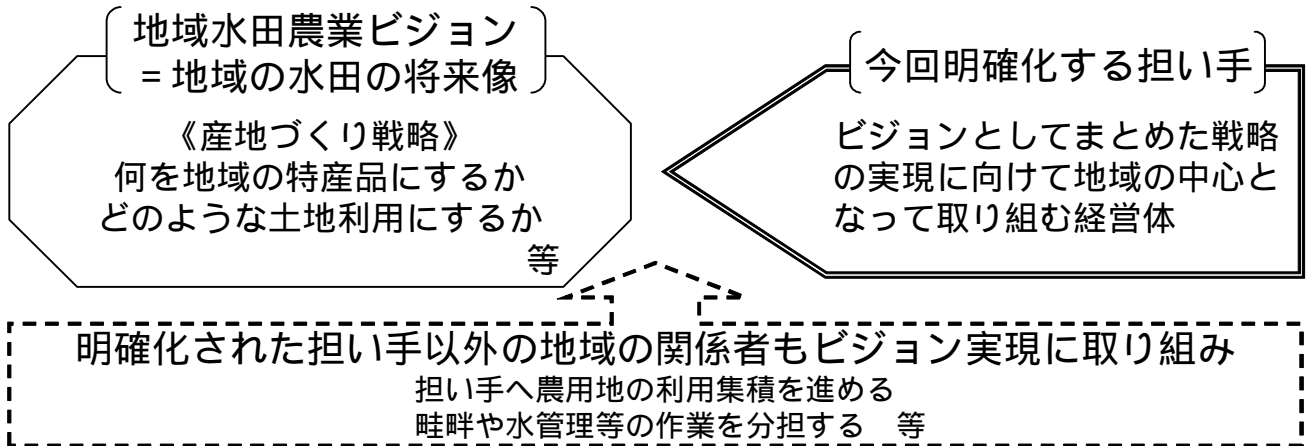 地域水田農業ビジョン
=地域の水田の将来像
《産地づくり戦略》
何を地域の特産品にするか
どのような土地利用にするか
等
今回明確化する担い手
ビジョンとしてまとめた戦略
の実現に向けて地域の中心と
なって取り組む経営体
明確化された担い手以外の地域の関係者もビジョン実現に取り組み
担い手へ農用地の利用集積を進める
畦畔や水管理等の作業を分担する 等